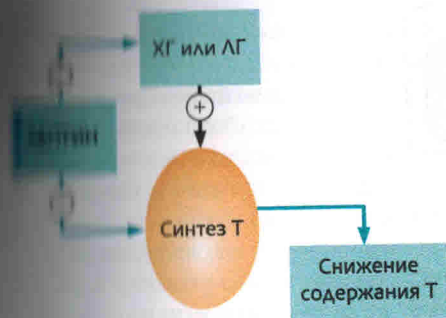 ХГ или ЛГ
+
Синтез Т
Снижение
содержания Т